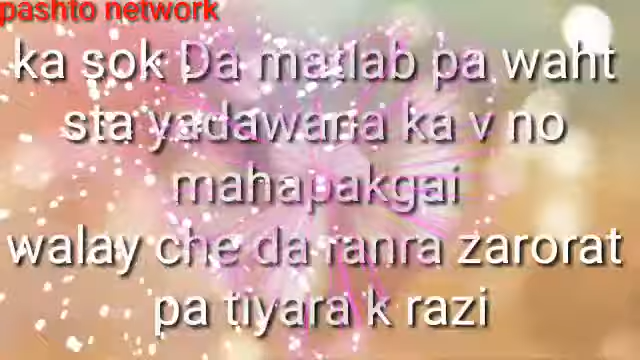 pashto network
ka sok Da matlab pa waht
sta yadawana ka v no
mahapakgai
walay che da ranra zarorat
pa tiyara k razi